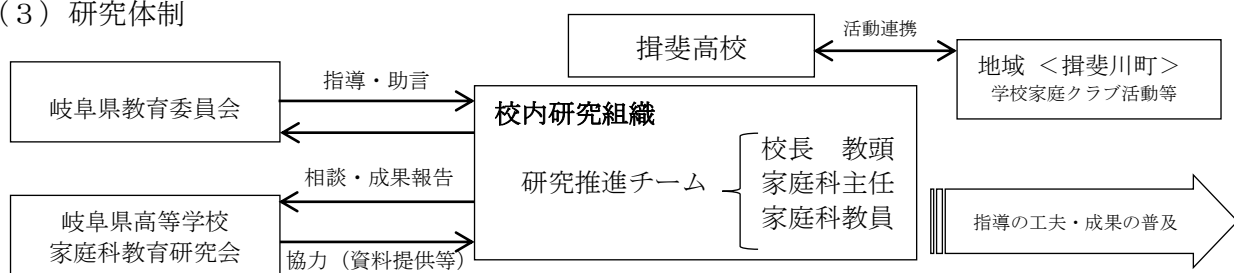 （３）研究体制
揖斐高校
活動連携
地域 ＜揖斐川町＞
学校家庭クラブ活動等
岐阜県教育委員会
指導・助言
校内研究組織
研究推進チーム
校長　教頭
家庭科主任
家庭科教員
相談・成果報告
岐阜県高等学校
家庭科教育研究会
協力（資料提供等）
指導の工夫・成果の普及